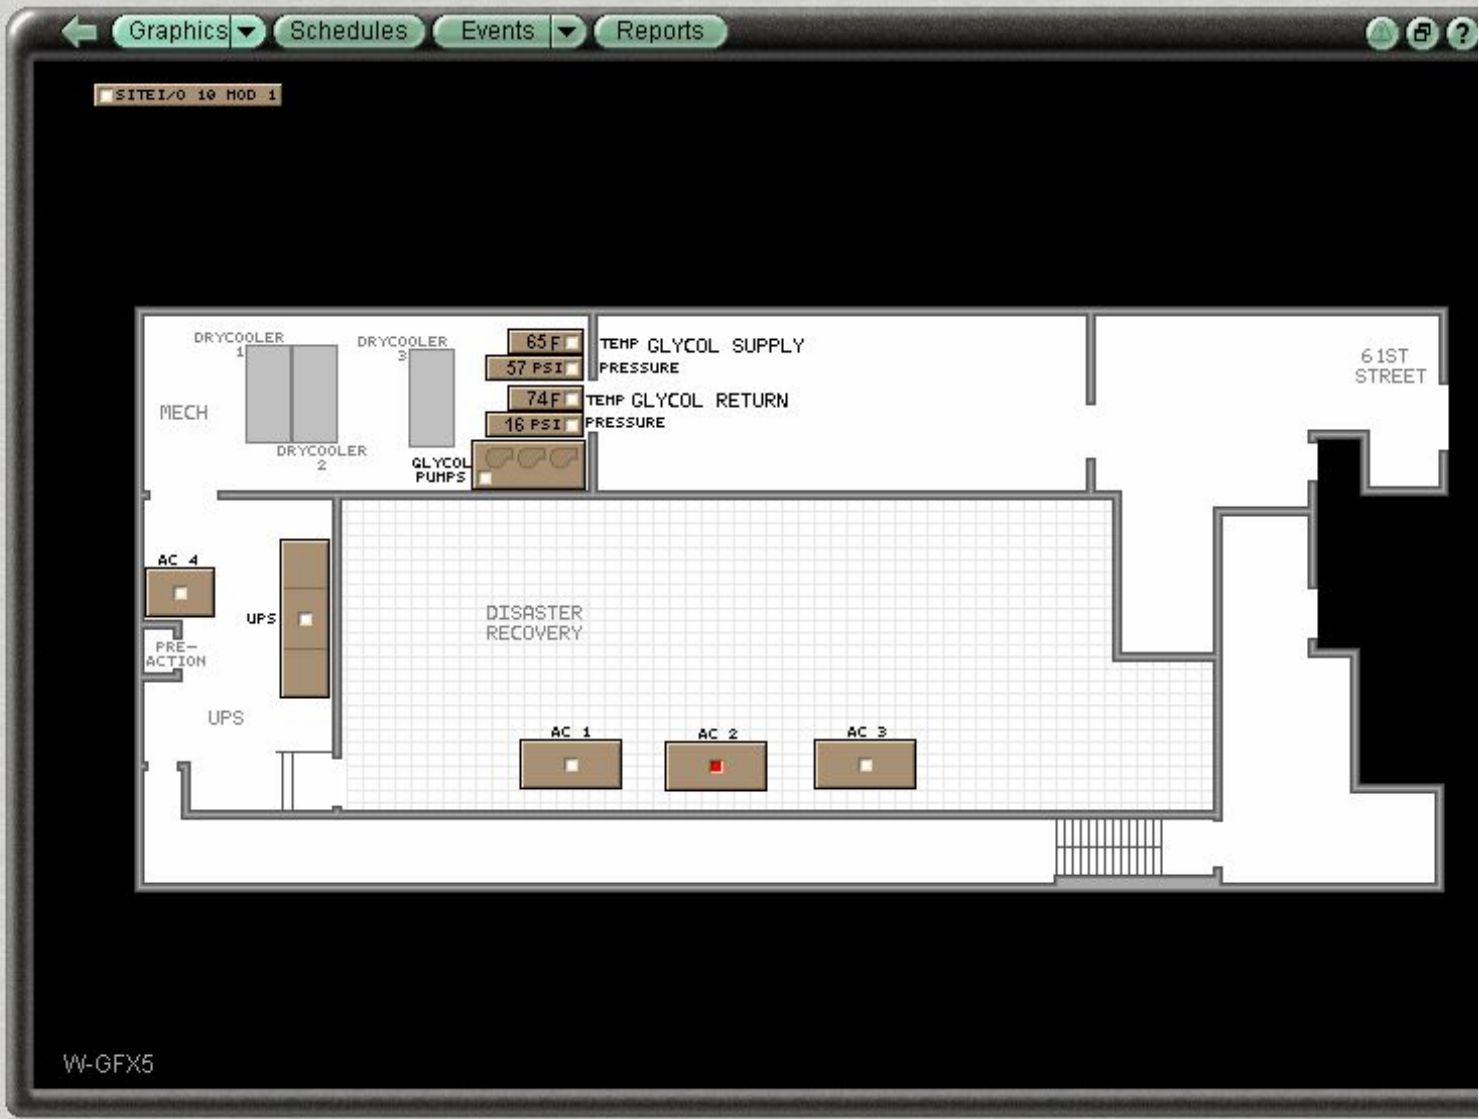 Graphics Schedules Events Reports ?
SITEI/O 10 MOD 1
DRYCOOLER
1
DRYCOOLER
3
65 F TEMP GLYCOL SUPPLY
57 PSI PRESSURE
74 F TEMP GLYCOL RETURN
16 PSI PRESSURE
61ST
STREET
MECH
DRYCOOLER
2
GLYCOL
PUMPS
AC 4
UPS
DISASTER
RECOVERY
PRE-
ACTION
UPS
AC 1
AC 2
AC 3
W-GFX5